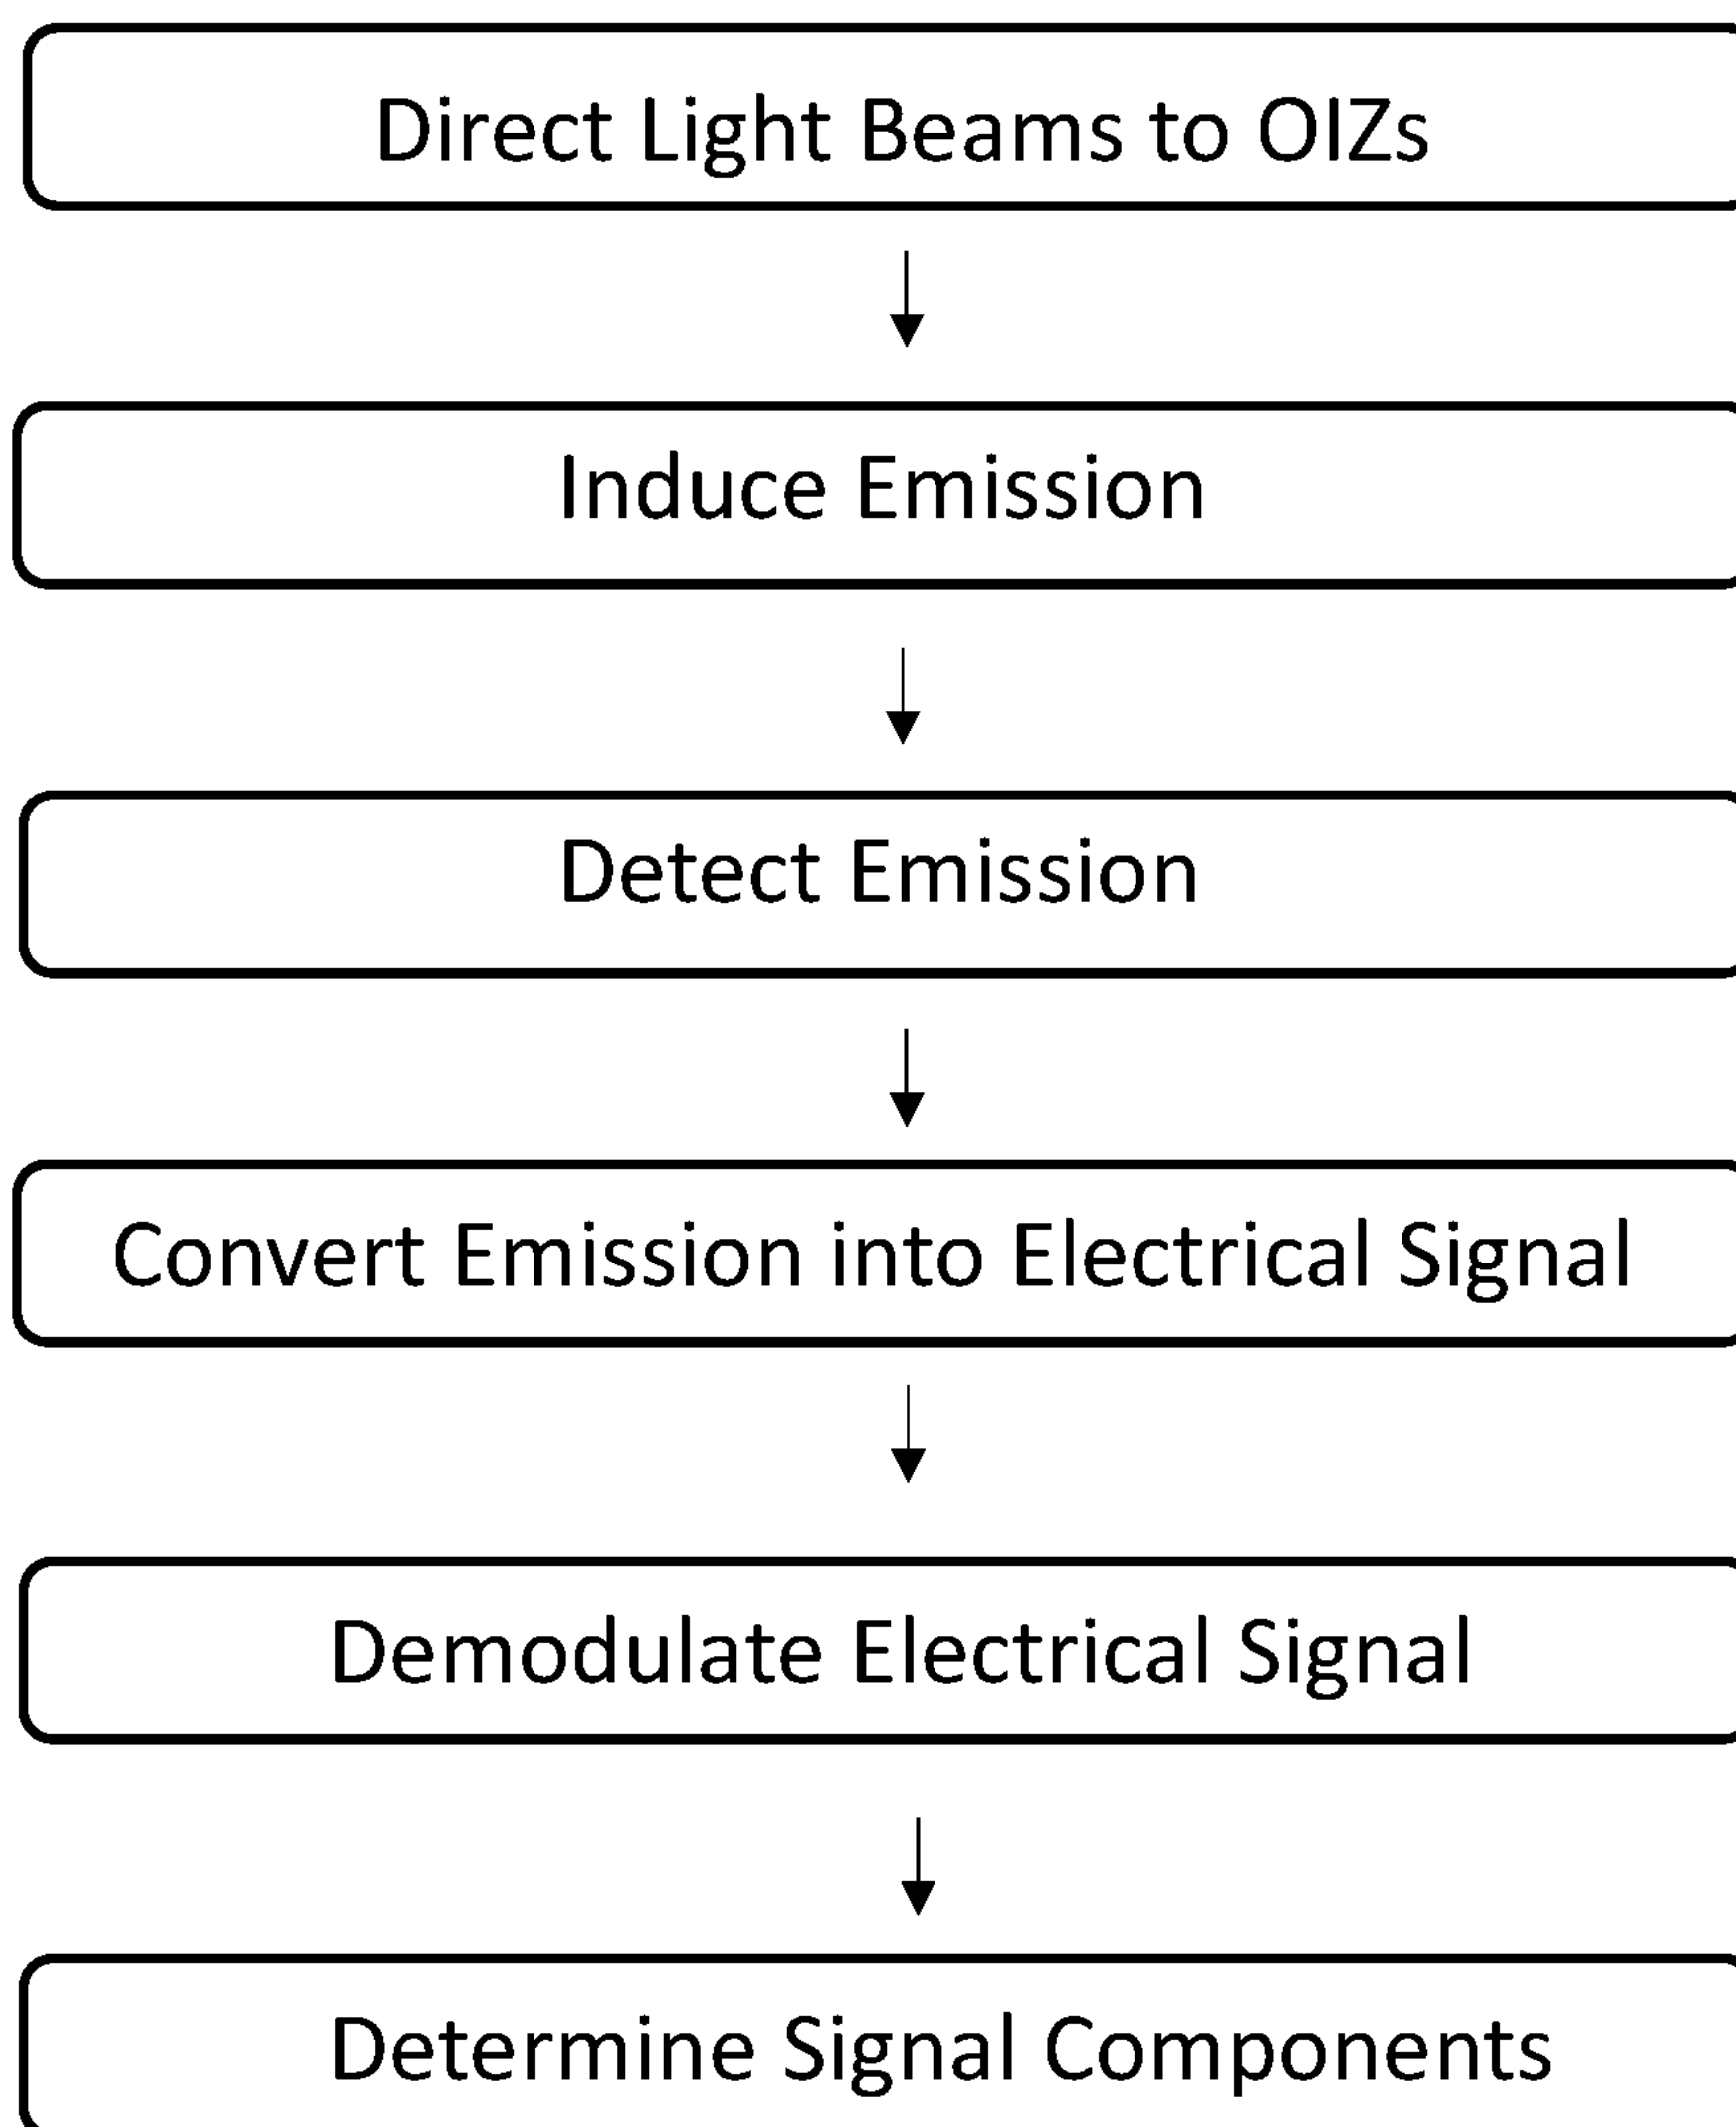 Direct Light Beams to OIZs
Induce Emission
Detect Emission
Convert Emission into Electrical Signal
Demodulate Electrical Signal
Determine Signal Components